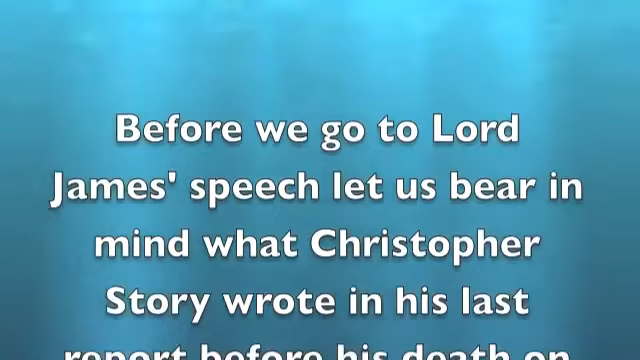 Before we go to Lord
James' speech let us bear in
mind what Christopher
Story wrote in his last
report before his death on